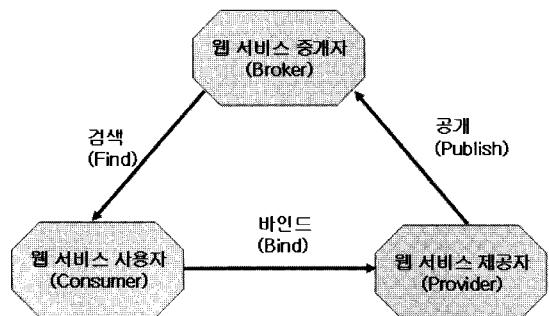 웹 서비스 중개자
(Broker)
검색
(Find)
공개
(Publish)
바인드
(Bind)
웹 서비스 사용자
(Consumer)
웹 서비스 제공자
(Provider)